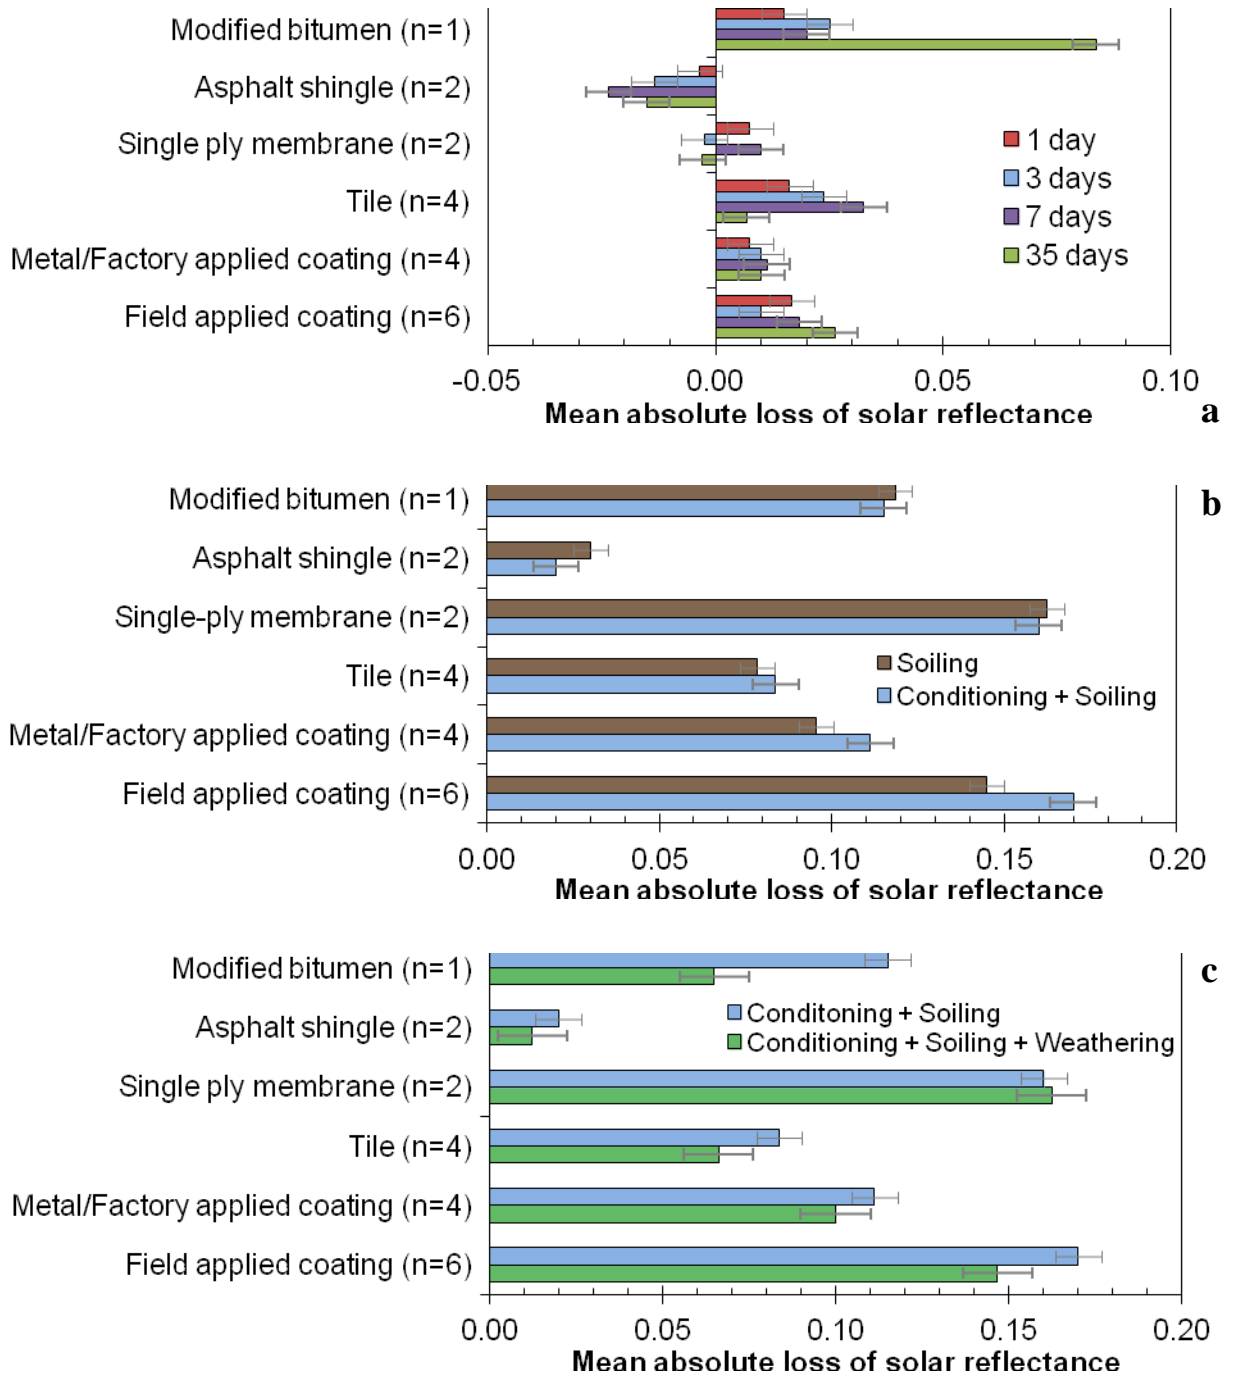 Modified bitumen (n=1)
Asphalt shingle (n=2)
Single ply membrane (n=2)
Tile (n=4)
Metal/Factory applied coating (n=4)
Field applied coating (n=6)
1 day
3 days
7 days
35 days
-0.05 0.00 0.05 0.10
Mean absolute loss of solar reflectance
a
Modified bitumen (n=1)
Asphalt shingle (n=2)
Single-ply membrane (n=2)
Tile (n=4)
Metal/Factory applied coating (n=4)
Field applied coating (n=6)
Soiling
Conditioning + Soiling
0.00 0.05 0.10 0.15 0.20
Mean absolute loss of solar reflectance
b
Modified bitumen (n=1)
Asphalt shingle (n=2)
Single ply membrane (n=2)
Tile (n=4)
Metal/Factory applied coating (n=4)
Field applied coating (n=6)
Conditoning + Soiling
Conditioning + Soiling + Weathering
0.00 0.05 0.10 0.15 0.20
Mean absolute loss of solar reflectance
c